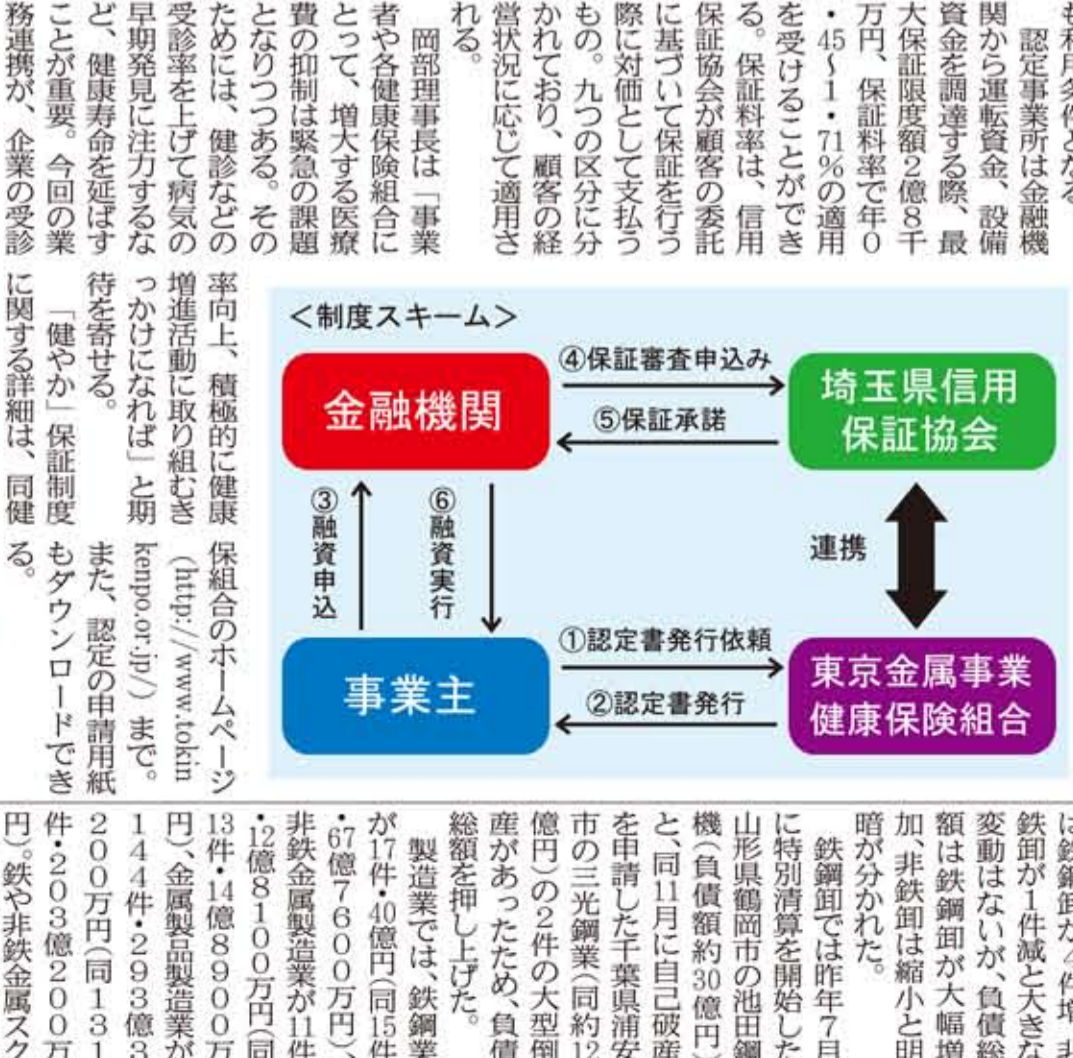 も利用条件となる
認定事業所は金融機
関から運転資金、設備
資金を調達する際、最
大保証限度額2億8千
万円、保証料率で年0
・45〜1・71%の適用
を受けることができ
る。保証料率は、信用
保証協会が顧客の委託
に基づいて保証を行う
際に対価として支払う
もの。九つの区分に分
かれており、顧客の経
営状況に応じて適用さ
れる。
岡部理事長は「事業
者や各健康保険組合に
とって、増大する医療
費の抑制は緊急の課題
となりつつある。その
ためには、健診などの
受診率を上げて病気の
早期発見に注力するな
ど、健康寿命を延ばす
ことが重要。今回の業
務連携が、企業の受診
率向上、積極的に健康
増進活動に取り組むき
っかけになれば」と期
待を寄せる。
「健やか」保証制度
に関する詳細は、同健
保組合のホームページ
(http://www.tokin
kenpo.or.jp/)まで。
また、認定の申請用紙
もダウンロードでき
る。
<制度スキーム>
金融機関
④保証審査申込み
⑤保証承諾
埼玉県信用
保証協会
③融資申込
⑥融資実行
連携
事業主
①認定書発行依頼
②認定書発行
東京金属事業
健康保険組合
は鉄鋼卸が4件増、非
鉄卸が1件減と大きな
変動はないが、負債総
額は鉄鋼卸が大幅増
加、非鉄卸は縮小と明
暗が分かれた。
鉄鋼卸では昨年7月
に特別清算を開始した
山形県鶴岡市の池田鋼
機(負債額約30億円)
と、同11月に自己破産
を申請した千葉県浦安
市の三光鋼業(同約12
億円)の2件の大型倒
産があったため、負債
総額を押し上げた。
製造業では、鉄鋼業
が17件・40億円(同15件
・67億7600万円)、
非鉄金属製造業が11件
・12億8100万円(同
13件・14億8900万
円)、金属製品製造業が
144件・293億3
200万円(同131
件・203億200万
円)。鉄や非鉄金属スク